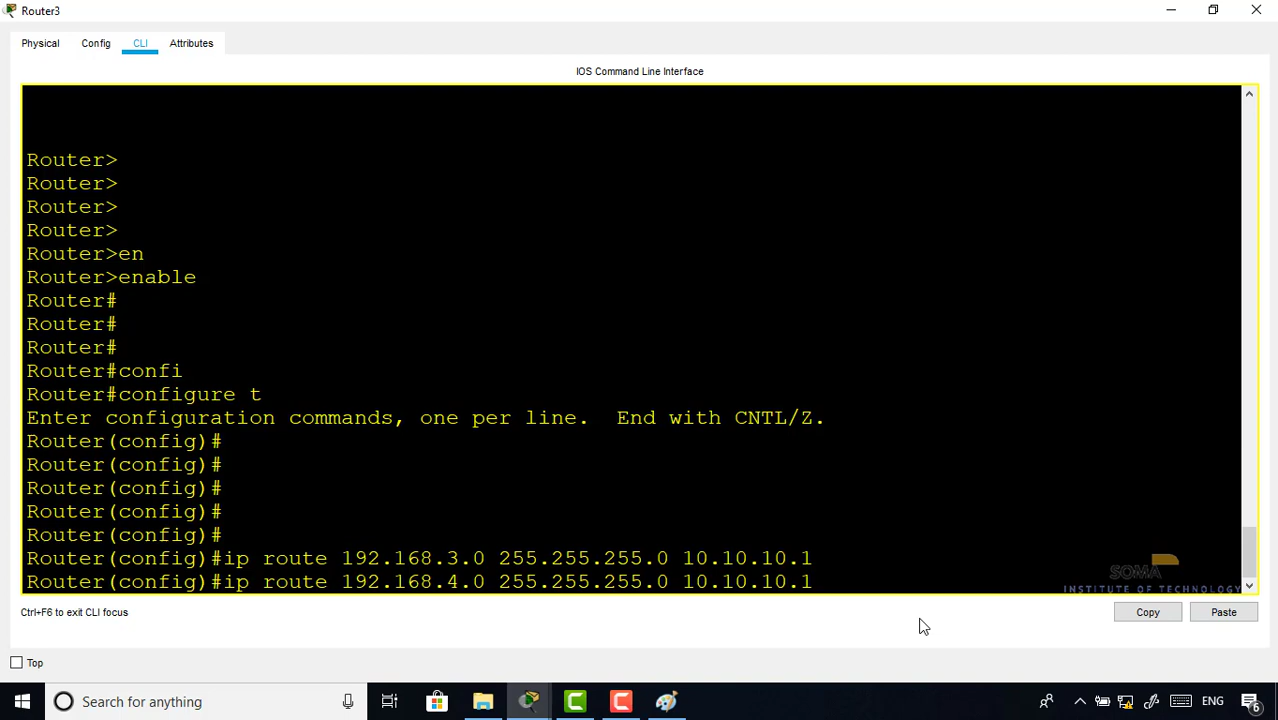 Router3
Physical Config CLI Attributes
IOS Command Line Interface
Router>
Router>
Router>
Router>
Router>en
Router>enable
Router#
Router#
Router#
Router#confi
Router#configure t
Enter configuration commands, one per line.  End with CNTL/Z.
Router(config)#
Router(config)#
Router(config)#
Router(config)#
Router(config)#
Router(config)#ip route 192.168.3.0 255.255.255.0 10.10.10.1
Router(config)#ip route 192.168.4.0 255.255.255.0 10.10.10.1
SOMA
INSTITUTE OF TECHNOLOGY
Ctrl+F6 to exit CLI focus
Copy Paste
Top
Search for anything
ENG
6